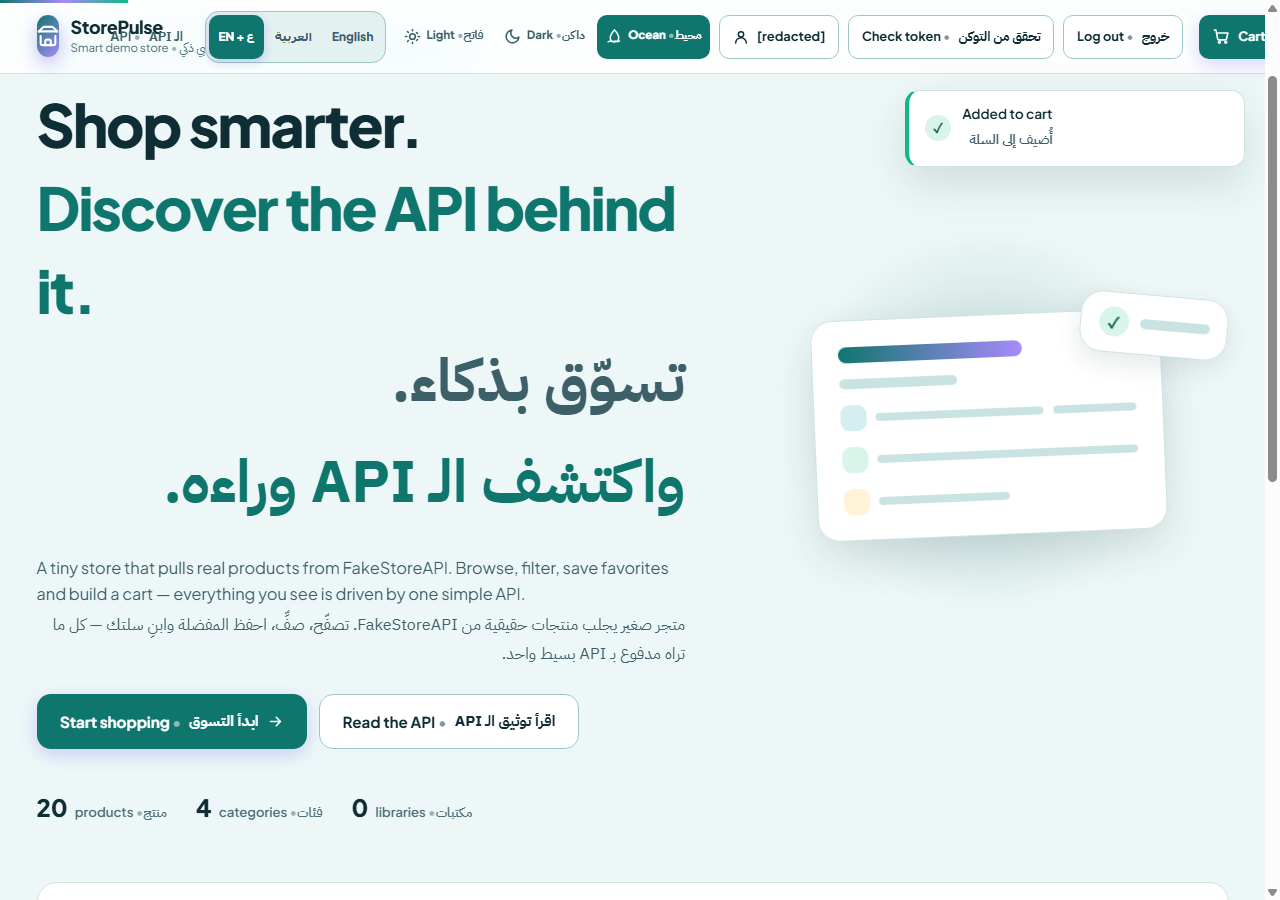 StorePulse
Smart demo store •
API • الـ API
EN + ع
العربية
English
Light • فاتح
Dark • داكن
Ocean • محيط
[redacted]
Check token • تحقق من التوكن
Log out • خروج
Cart
Added to cart
أُضيف إلى السلة
Shop smarter.
Discover the API behind
it.
تسوّق بذكاء.
واكتشف الـ API وراءه.
A tiny store that pulls real products from FakeStoreAPI. Browse, filter, save favorites
and build a cart — everything you see is driven by one simple API.
متجر صغير يجلب منتجات حقيقية من FakeStoreAPI. تصفّح، صفِّ، احفظ المفضلة وابنِ سلتك — كل ما
تراه مدفوع بـ API بسيط واحد.
Start shopping • ابدأ التسوق →
Read the API • اقرأ توثيق الـ API
20 products • منتج
4 categories • فئات
0 libraries • مكتبات